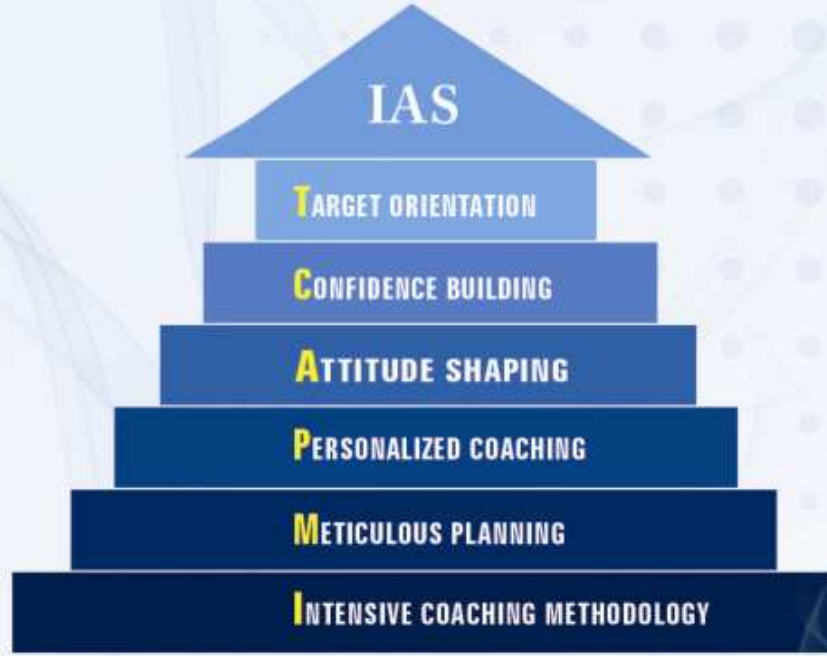 IAS
TARGET ORIENTATION
CONFIDENCE BUILDING
ATTITUDE SHAPING
PERSONALIZED COACHING
METICULOUS PLANNING
INTENSIVE COACHING METHODOLOGY